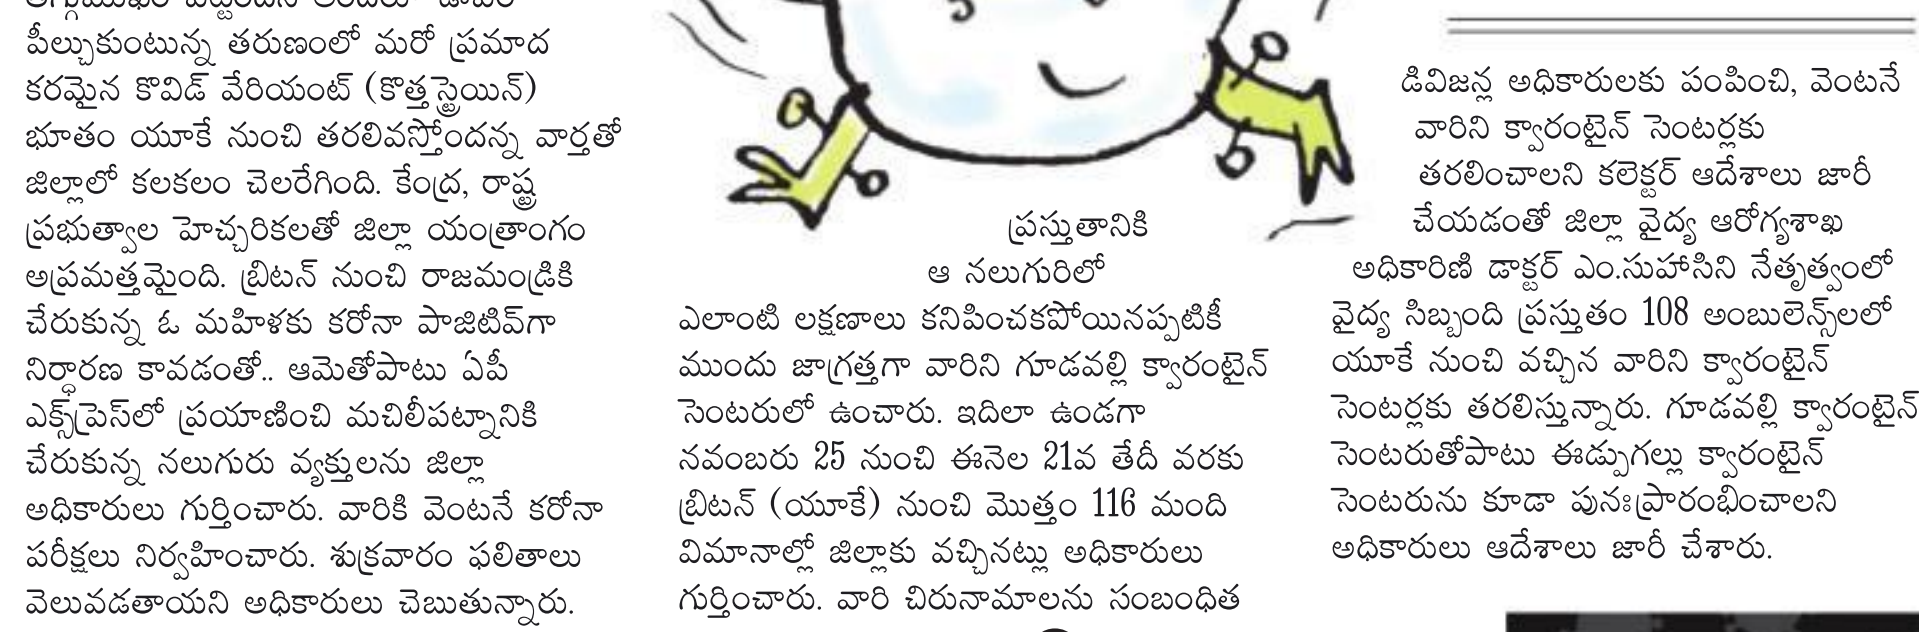 పీల్చుకుంటున్న తరుణంలో మరో ప్రమాద
కరమైన కొవిడ్ వేరియంట్ (కొత్తస్ట్రెయిన్)
భూతం యూకే నుంచి తరలివస్తోందన్న వార్తతో
జిల్లాలో కలకలం చెలరేగింది. కేంద్ర, రాష్ట్ర
ప్రభుత్వాల హెచ్చరికలతో జిల్లా యంత్రాంగం
అప్రమత్తమైంది. బ్రిటన్ నుంచి రాజమండ్రికి
చేరుకున్న ఓ మహిళకు కరోనా పాజిటివ్‌గా
నిర్ధారణ కావడంతో.. ఆమెతోపాటు ఏపీ
ఎక్స్‌ప్రెస్‌లో ప్రయాణించి మచిలీపట్నానికి
చేరుకున్న నలుగురు వ్యక్తులను జిల్లా
అధికారులు గుర్తించారు. వారికి వెంటనే కరోనా
పరీక్షలు నిర్వహించారు. శుక్రవారం ఫలితాలు
వెలువడతాయని అధికారులు చెబుతున్నారు.
ప్రస్తుతానికి
ఆ నలుగురిలో
ఎలాంటి లక్షణాలు కనిపించకపోయినప్పటికీ
ముందు జాగ్రత్తగా వారిని గూడవల్లి క్వారంటైన్
సెంటరులో ఉంచారు. ఇదిలా ఉండగా
నవంబరు 25 నుంచి ఈనెల 21వ తేదీ వరకు
బ్రిటన్ (యూకే) నుంచి మొత్తం 116 మంది
విమానాల్లో జిల్లాకు వచ్చినట్లు అధికారులు
గుర్తించారు. వారి చిరునామాలను సంబంధిత
డివిజన్ల అధికారులకు పంపించి, వెంటనే
వారిని క్వారంటైన్ సెంటర్లకు
తరలించాలని కలెక్టర్ ఆదేశాలు జారీ
చేయడంతో జిల్లా వైద్య ఆరోగ్యశాఖ
అధికారిణి డాక్టర్ ఎం.సుహాసిని నేతృత్వంలో
వైద్య సిబ్బంది ప్రస్తుతం 108 అంబులెన్స్‌లలో
యూకే నుంచి వచ్చిన వారిని క్వారంటైన్
సెంటర్లకు తరలిస్తున్నారు. గూడవల్లి క్వారంటైన్
సెంటరుతోపాటు ఈడ్పుగల్లు క్వారంటైన్
సెంటరును కూడా పునఃప్రారంభించాలని
అధికారులు ఆదేశాలు జారీ చేశారు.